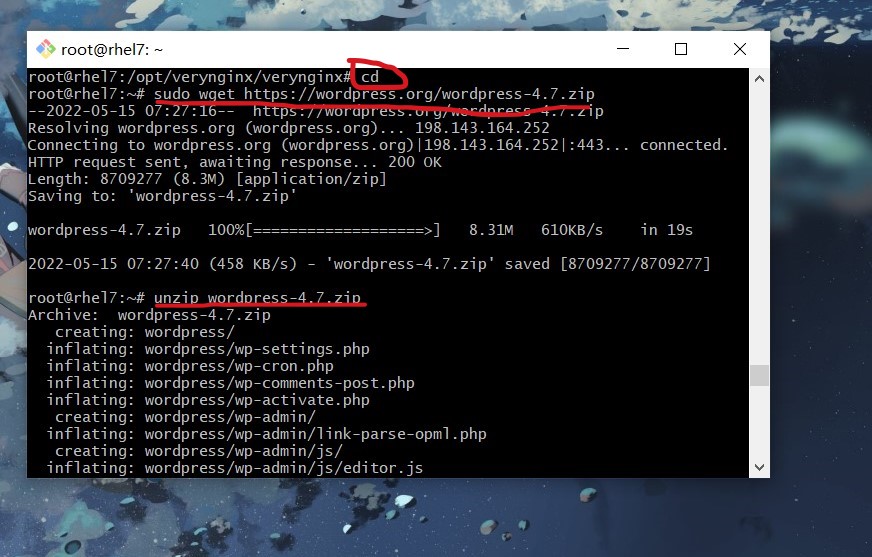 root@rhel7: ~
root@rhel7:/opt/verynginx/verynginx# cd
root@rhel7:~# sudo wget https://wordpress.org/wordpress-4.7.zip
--2022-05-15 07:27:16--  https://wordpress.org/wordpress-4.7.zip
Resolving wordpress.org (wordpress.org)... 198.143.164.252
Connecting to wordpress.org (wordpress.org)|198.143.164.252|:443... connected.
HTTP request sent, awaiting response... 200 OK
Length: 8709277 (8.3M) [application/zip]
Saving to: 'wordpress-4.7.zip'
wordpress-4.7.zip   100%[===================>]   8.31M   610KB/s    in 19s
2022-05-15 07:27:40 (458 KB/s) - 'wordpress-4.7.zip' saved [8709277/8709277]
root@rhel7:~# unzip wordpress-4.7.zip
Archive:  wordpress-4.7.zip
   creating: wordpress/
  inflating: wordpress/wp-settings.php
  inflating: wordpress/wp-cron.php
  inflating: wordpress/wp-comments-post.php
  inflating: wordpress/wp-activate.php
   creating: wordpress/wp-admin/
  inflating: wordpress/wp-admin/link-parse-opml.php
   creating: wordpress/wp-admin/js/
  inflating: wordpress/wp-admin/js/editor.js